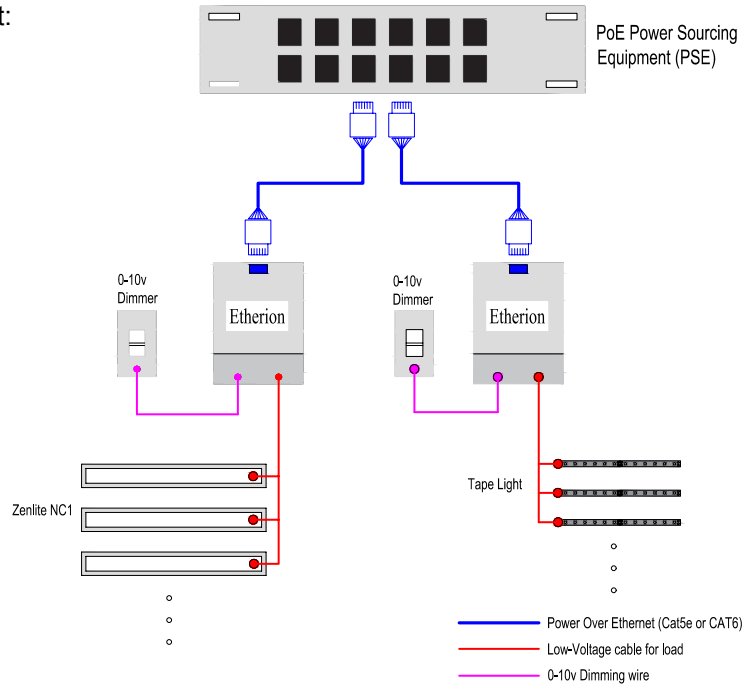 t:
PoE Power Sourcing
Equipment (PSE)
0-10v
Dimmer
Etherion
0-10v
Dimmer
Etherion
Zenlite NC1
Tape Light
Power Over Ethernet (Cat5e or CAT6)
Low-Voltage cable for load
0-10v Dimming wire